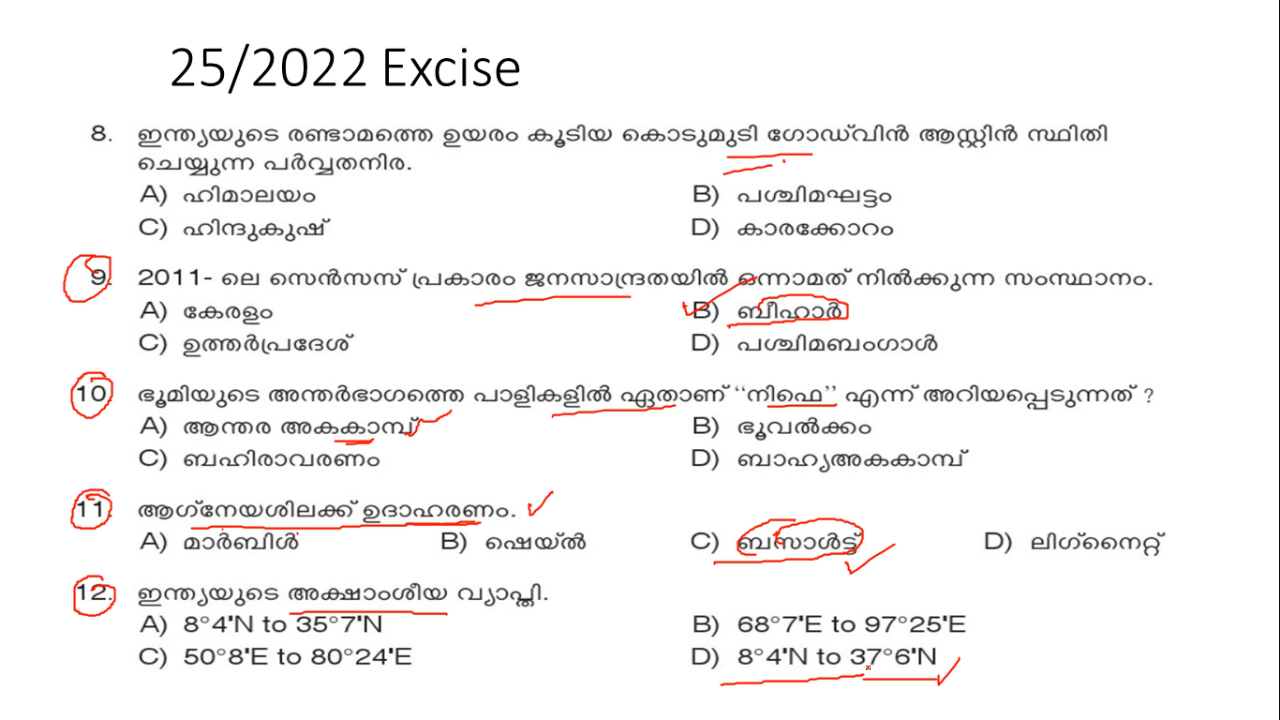 25/2022 Excise
8. ഇന്ത്യയുടെ രണ്ടാമത്തെ ഉയരം കൂടിയ കൊടുമുടി ഗോഡ്‌വിൻ ആസ്റ്റിൻ സ്ഥിതി
ചെയ്യുന്ന പർവ്വതനിര.
A) ഹിമാലയം B) പശ്ചിമഘട്ടം
C) ഹിന്ദുകുഷ് D) കാരക്കോറം
9. 2011- ലെ സെൻസസ് പ്രകാരം ജനസാന്ദ്രതയിൽ ഒന്നാമത് നിൽക്കുന്ന സംസ്ഥാനം.
A) കേരളം B) ബീഹാർ
C) ഉത്തർപ്രദേശ് D) പശ്ചിമബംഗാൾ
10. ഭൂമിയുടെ അന്തർഭാഗത്തെ പാളികളിൽ ഏതാണ് “നിഫെ” എന്ന് അറിയപ്പെടുന്നത് ?
A) ആന്തര അകകാമ്പ് B) ഭൂവൽക്കം
C) ബഹിരാവരണം D) ബാഹ്യഅകകാമ്പ്
11. ആഗ്‌നേയശിലക്ക് ഉദാഹരണം.
A) മാർബിൾ B) ഷെയ്ൽ C) ബസാൾട്ട് D) ലിഗ്‌നൈറ്റ്
12. ഇന്ത്യയുടെ അക്ഷാംശീയ വ്യാപ്തി.
A) 8°4'N to 35°7'N B) 68°7'E to 97°25'E
C) 50°8'E to 80°24'E D) 8°4'N to 37°6'N